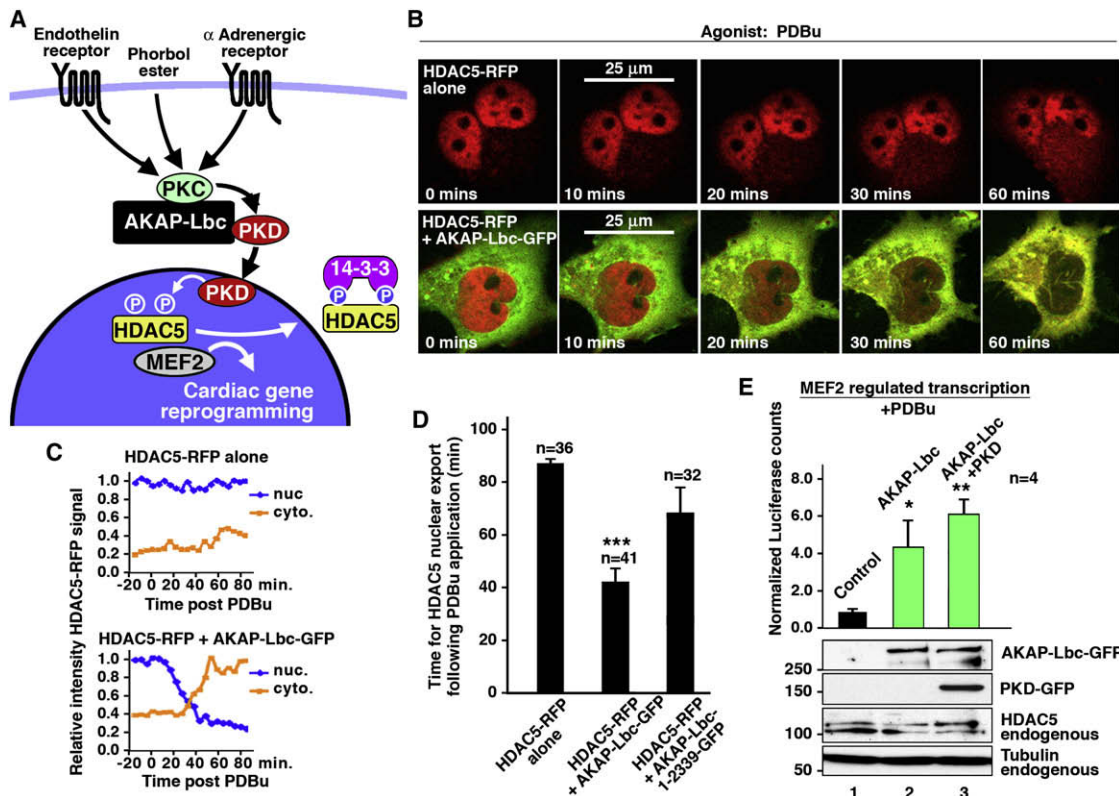 A
Endothelin
receptor
Phorbol
ester
α Adrenergic
receptor
PKC
AKAP-Lbc
PKD
PKD
14-3-3
P P
HDAC5
P P
HDAC5
MEF2
Cardiac gene
reprogramming
B
Agonist: PDBu
HDAC5-RFP
alone
25 μm
0 mins
10 mins
20 mins
30 mins
60 mins
HDAC5-RFP
+ AKAP-Lbc-GFP
25 μm
0 mins
10 mins
20 mins
30 mins
60 mins
C
Relative intensity HDAC5-RFP signal
HDAC5-RFP alone
1.0
0.8
0.6
0.4
0.2
0
nuc
cyto.
-20 0 20 40 60 80 min.
Time post PDBu
HDAC5-RFP + AKAP-Lbc-GFP
1.0
0.8
0.6
0.4
0.2
0
nuc.
cyto.
-20 0 20 40 60 80 min.
Time post PDBu
D
Time for HDAC5 nuclear export
following PDBu application (min)
100
80
60
40
20
0
n=36
***
n=41
n=32
HDAC5-RFP
alone
HDAC5-RFP
+ AKAP-Lbc-GFP
HDAC5-RFP
+ AKAP-Lbc-
1-2339-GFP
E
MEF2 regulated transcription
+PDBu
Normalized Luciferase counts
8.0
6.0
4.0
2.0
0.0
Control
AKAP-Lbc
*
AKAP-Lbc
+PKD
**
n=4
250
AKAP-Lbc-GFP
150
PKD-GFP
100
HDAC5
endogenous
50
Tubulin
endogenous
1 2 3